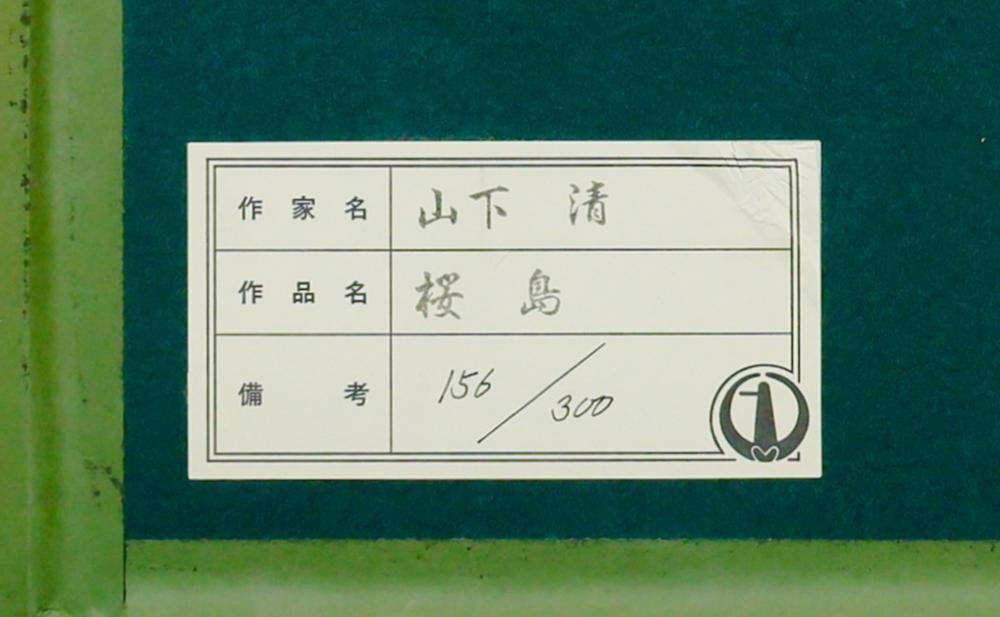 作家名 山下 清
作品名 桜 島
備考 156/300